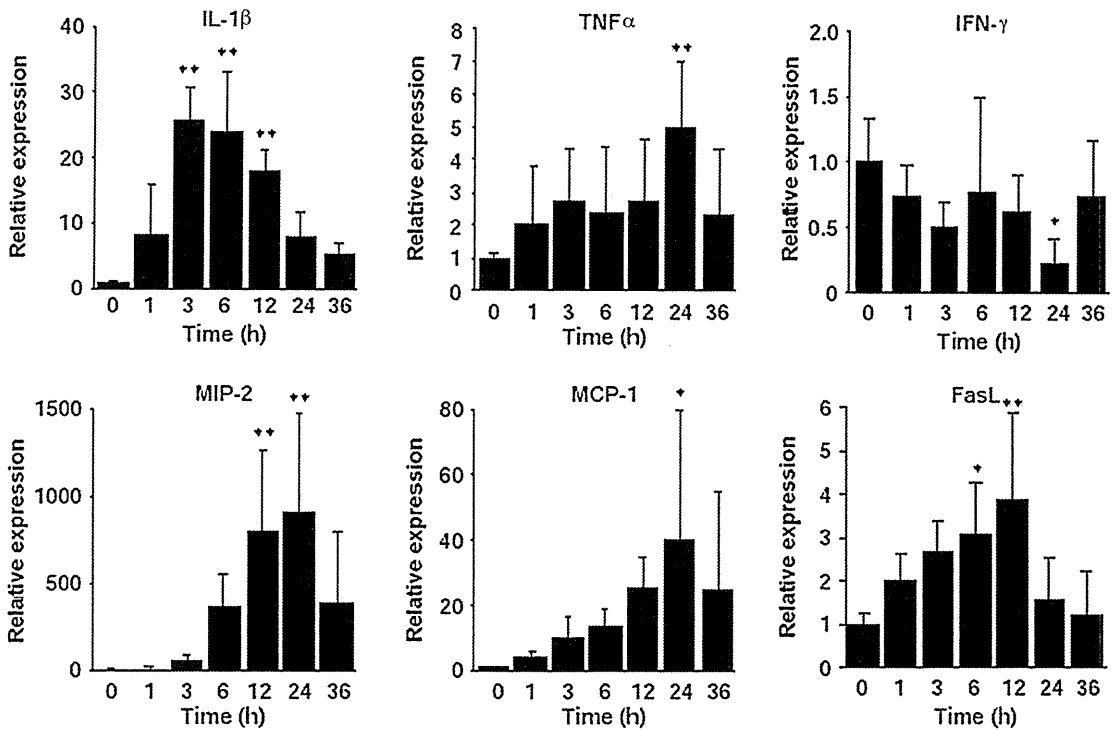 IL-1β
Relative expression
40
30
20
10
0
0 1 3 6 12 24 36
Time (h)
TNFα
Relative expression
8
7
6
5
4
3
2
1
0
0 1 3 6 12 24 36
Time (h)
IFN-γ
Relative expression
2.0
1.5
1.0
0.5
0
0 1 3 6 12 24 36
Time (h)
MIP-2
Relative expression
1500
1000
500
0
0 1 3 6 12 24 36
Time (h)
MCP-1
Relative expression
80
60
40
20
0
0 1 3 6 12 24 36
Time (h)
FasL
Relative expression
6
5
4
3
2
1
0
0 1 3 6 12 24 36
Time (h)